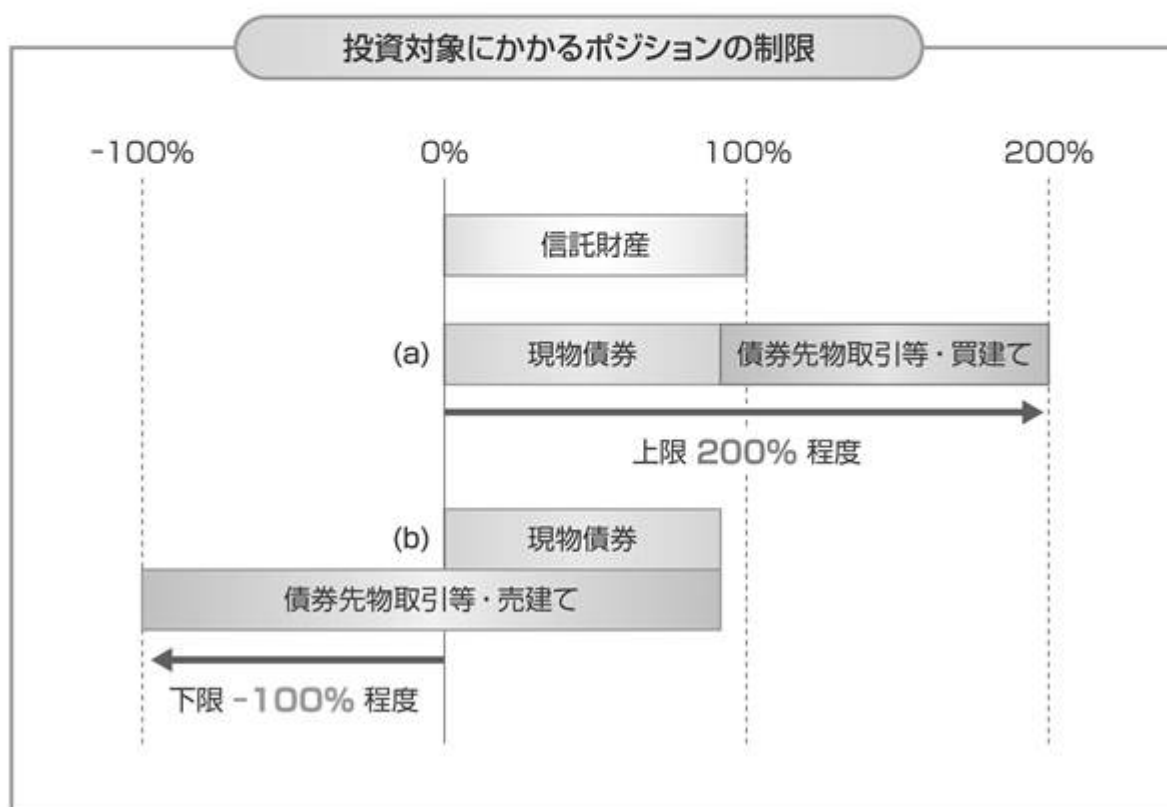 投資対象にかかるポジションの制限
-100% 0% 100% 200%
信託財産
(a) 現物債券 債券先物取引等・買建て
上限 200% 程度
(b) 現物債券
債券先物取引等・売建て
下限 -100% 程度